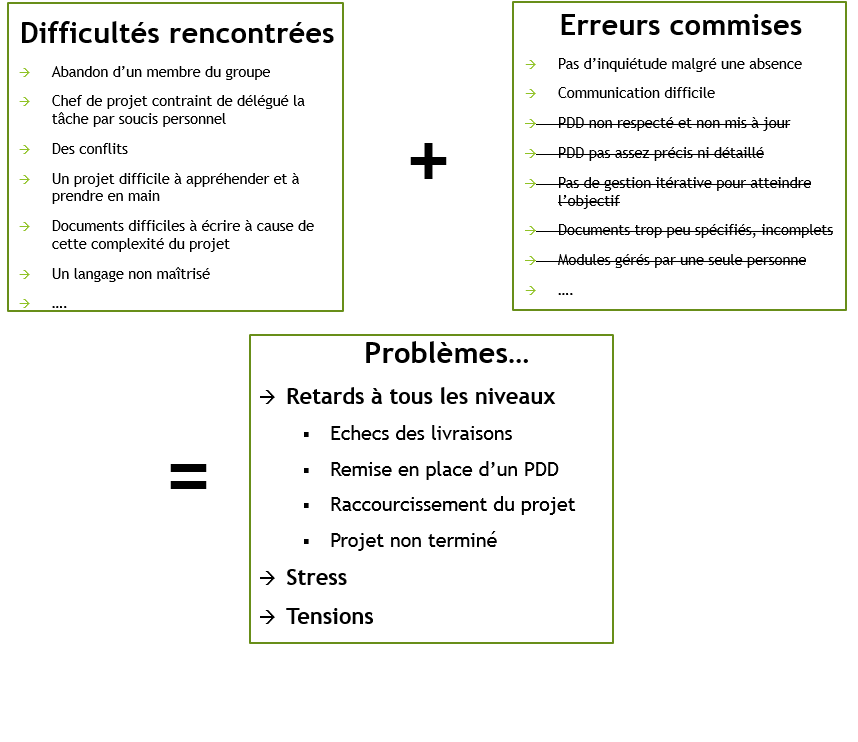 Difficultés rencontrées
→ Abandon d’un membre du groupe
→ Chef de projet contraint de délégué la
tâche par soucis personnel
→ Des conflits
→ Un projet difficile à appréhender et à
prendre en main
→ Documents difficiles à écrire à cause de
cette complexité du projet
→ Un langage non maîtrisé
→ ….
+
Erreurs commises
→ Pas d’inquiétude malgré une absence
→ Communication difficile
→ PDD non respecté et non mis à jour
→ PDD pas assez précis ni détaillé
→ Pas de gestion itérative pour atteindre
l’objectif
→ Documents trop peu spécifiés, incomplets
→ Modules gérés par une seule personne
→ ….
=
Problèmes…
→ Retards à tous les niveaux
▪ Echecs des livraisons
▪ Remise en place d’un PDD
▪ Raccourcissement du projet
▪ Projet non terminé
→ Stress
→ Tensions